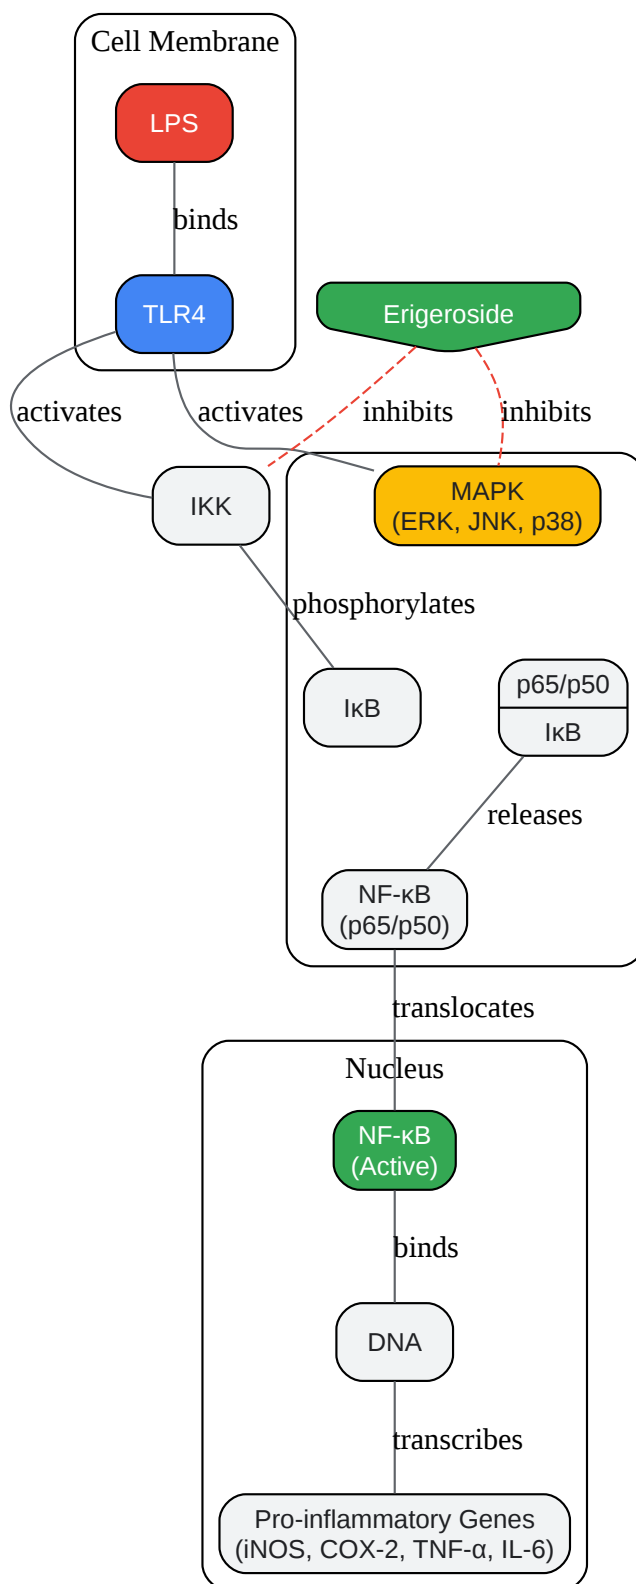 Cell Membrane
LPS
binds
TLR4
Erigeroside
activates
activates
inhibits
inhibits
IKK
MAPK
(ERK, JNK, p38)
phosphorylates
IκB
p65/p50
IκB
releases
NF-κB
(p65/p50)
translocates
Nucleus
NF-κB
(Active)
binds
DNA
transcribes
Pro-inflammatory Genes
(iNOS, COX-2, TNF-α, IL-6)